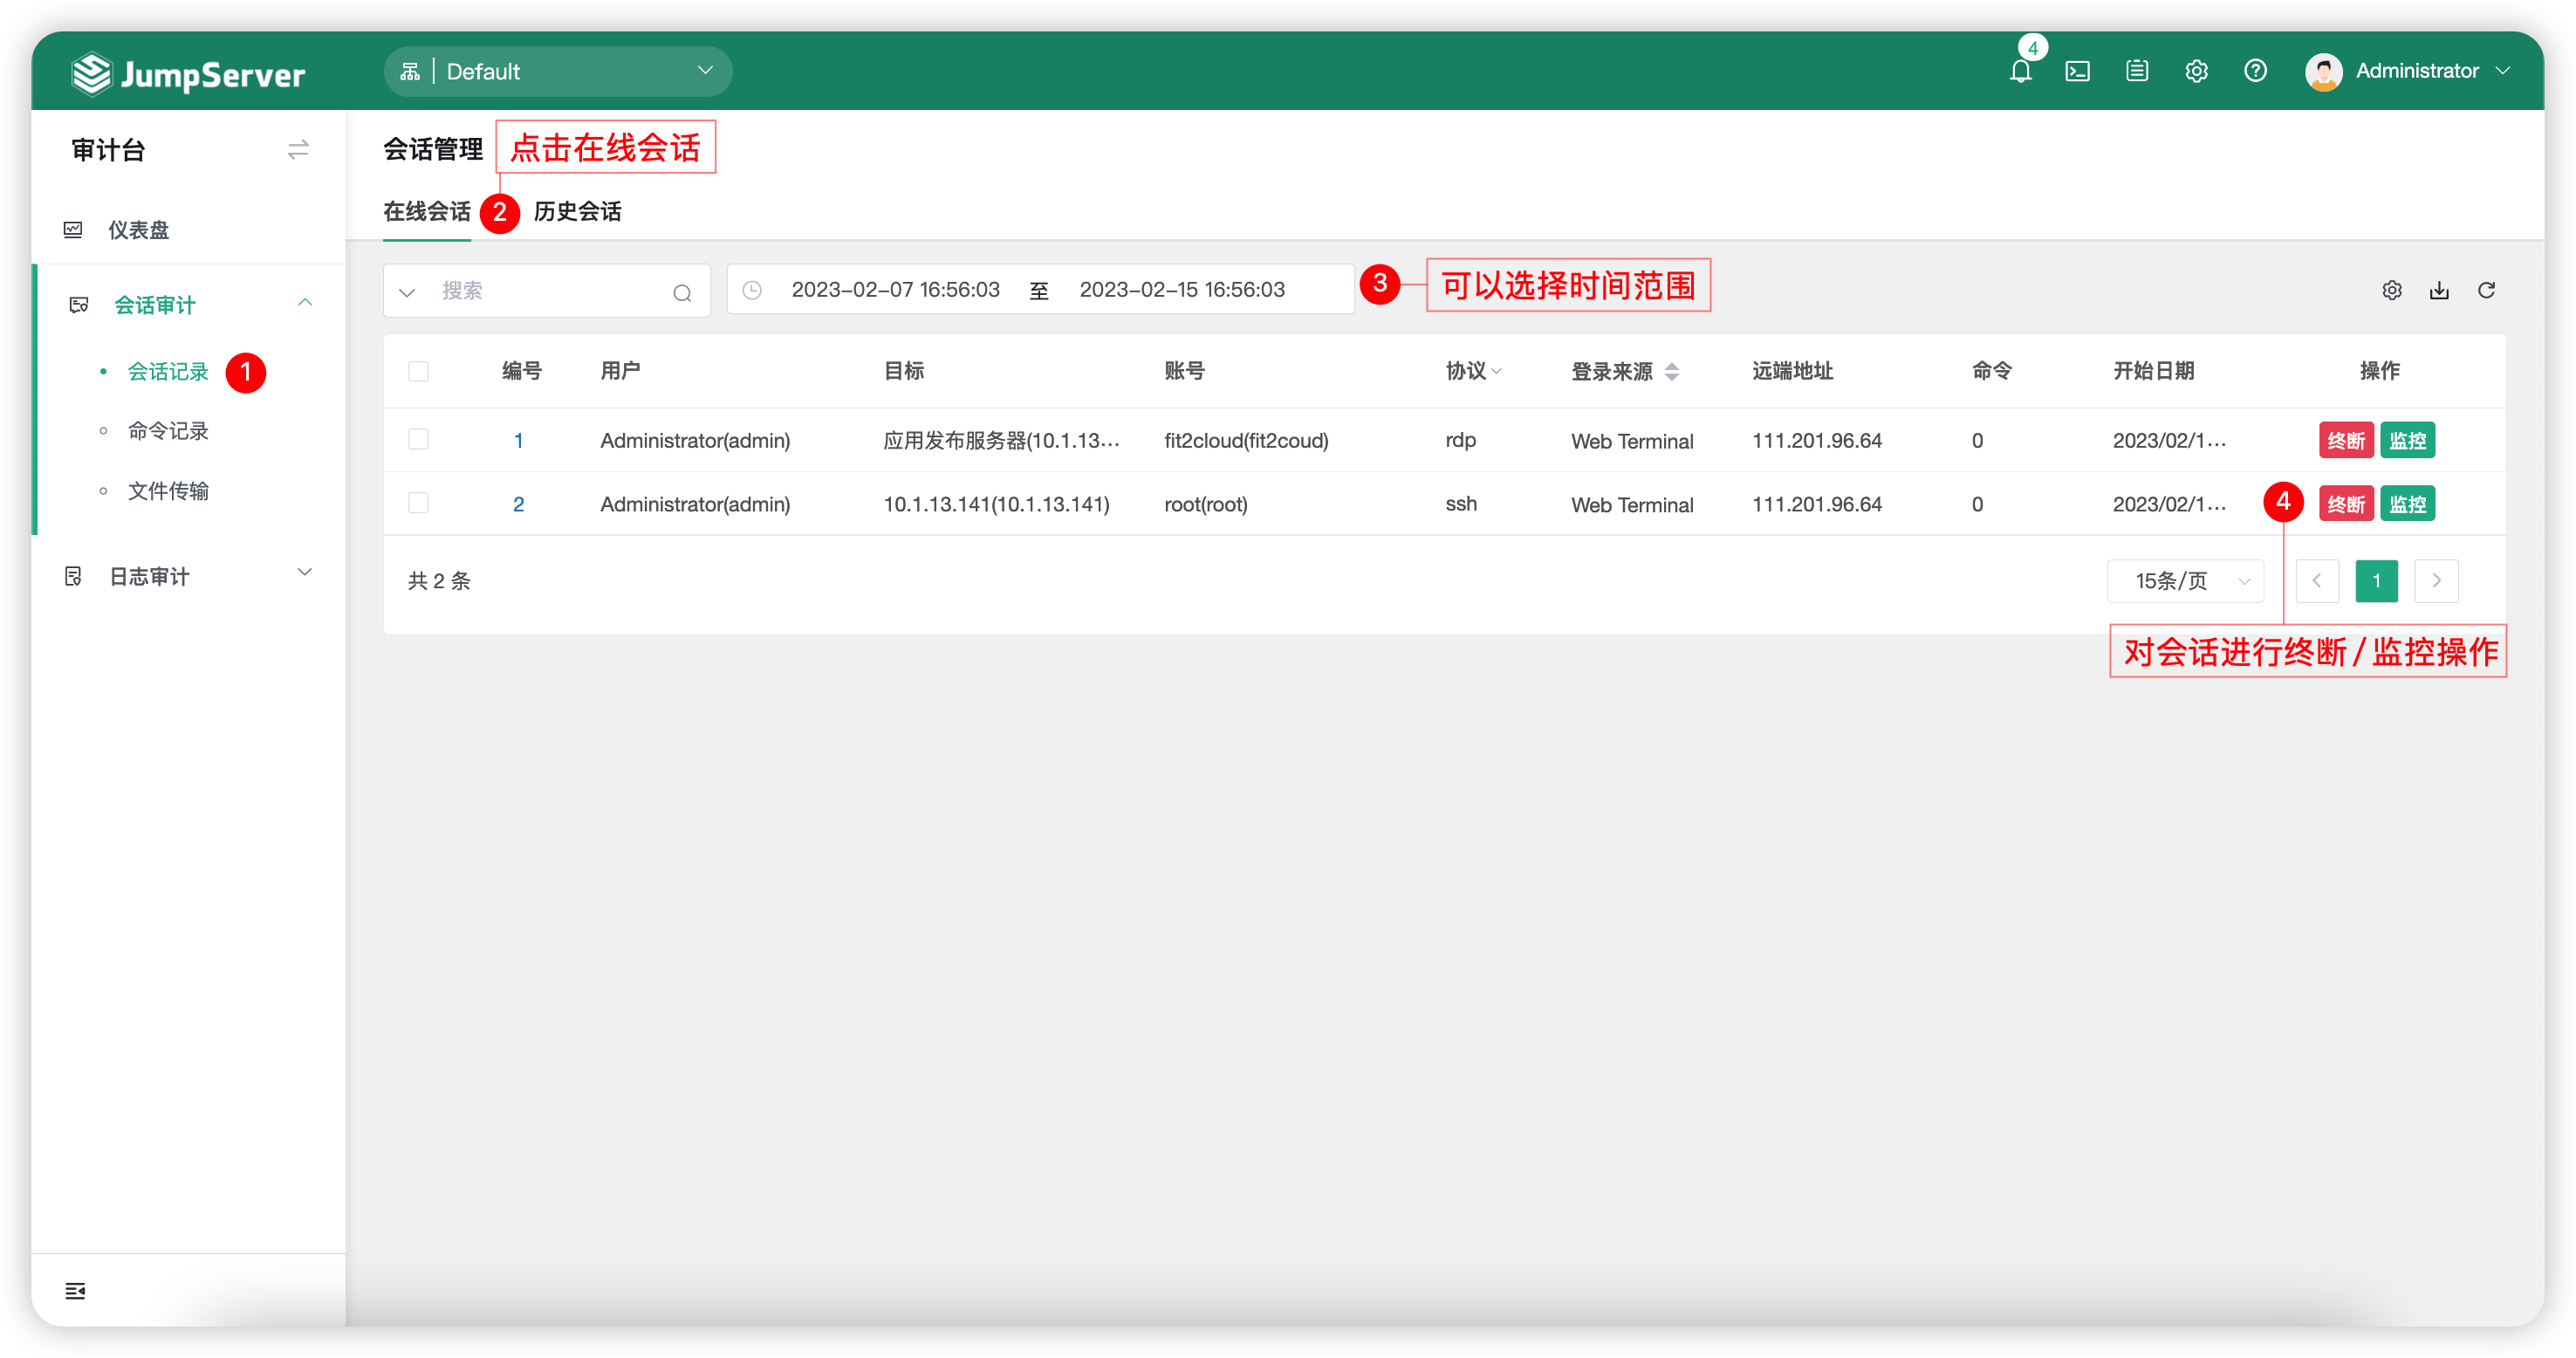 JumpServer
Default
4
Administrator
审计台
仪表盘
会话审计
会话记录 1
命令记录
文件传输
日志审计
会话管理 点击在线会话
在线会话 2 历史会话
搜索 2023-02-07 16:56:03 至 2023-02-15 16:56:03 3 可以选择时间范围
编号 用户 目标 账号 协议 登录来源 远端地址 命令 开始日期 操作
1 Administrator(admin) 应用发布服务器(10.1.13... fit2cloud(fit2coud) rdp Web Terminal 111.201.96.64 0 2023/02/1... 终断 监控
2 Administrator(admin) 10.1.13.141(10.1.13.141) root(root) ssh Web Terminal 111.201.96.64 0 2023/02/1... 4 终断 监控
共 2 条 15条/页 1
对会话进行终断/监控操作